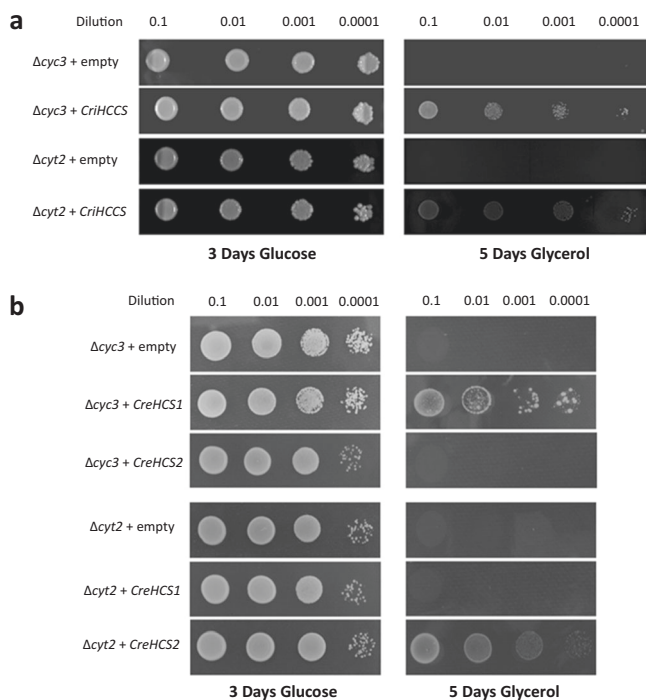 a
0.1 0.01 0.001 0.0001 0.1 0.01 0.001 0.0001
Δcyc3 + empty
Δcyc3 + CriHCCS
Δcyt2 + empty
Δcyt2 + CriHCCS
3 Days Glucose 5 Days Glycerol
b
Dilution 0.1 0.01 0.001 0.0001 0.1 0.01 0.001 0.0001
Δcyc3 + empty
Δcyc3 + CreHCS1
Δcyc3 + CreHCS2
Δcyt2 + empty
Δcyt2 + CreHCS1
Δcyt2 + CreHCS2
3 Days Glucose 5 Days Glycerol